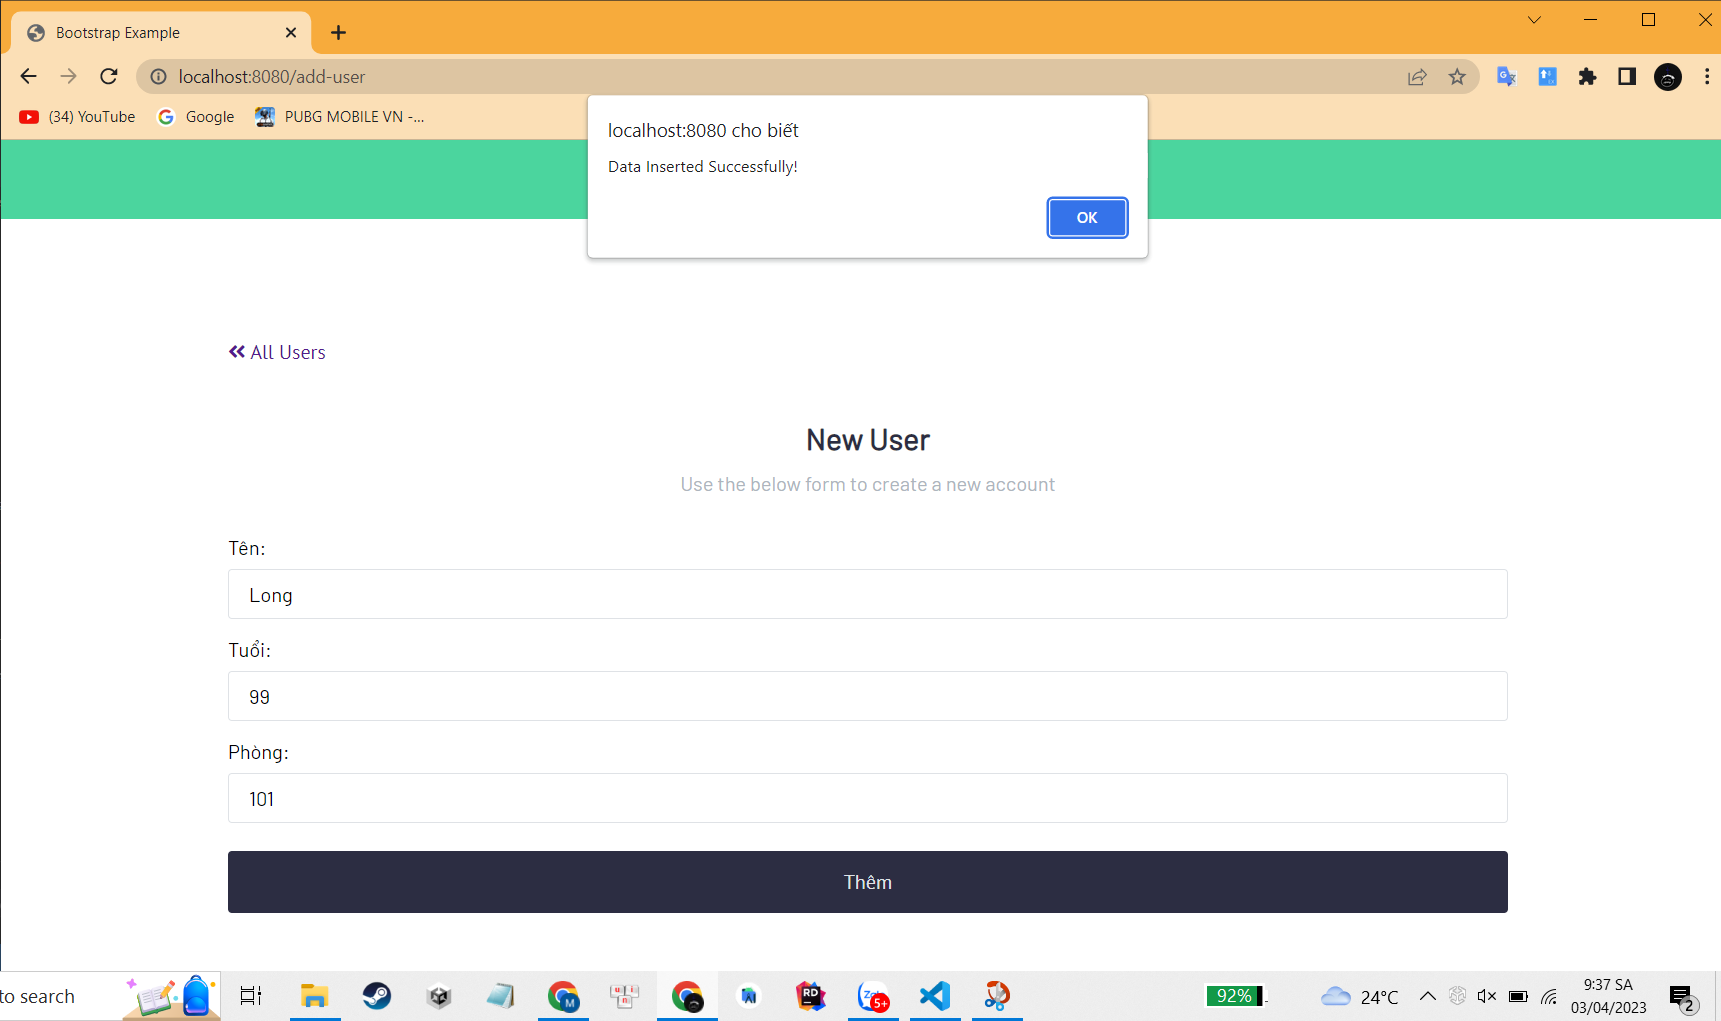 Bootstrap Example
localhost:8080/add-user
(34) YouTube
Google
PUBG MOBILE VN -...
localhost:8080 cho biết
Data Inserted Successfully!
OK
All Users
New User
Use the below form to create a new account
Tên:
Long
Tuổi:
99
Phòng:
101
Thêm
to search
M
RD
5+
92%
24°C
9:37 SA
03/04/2023
2